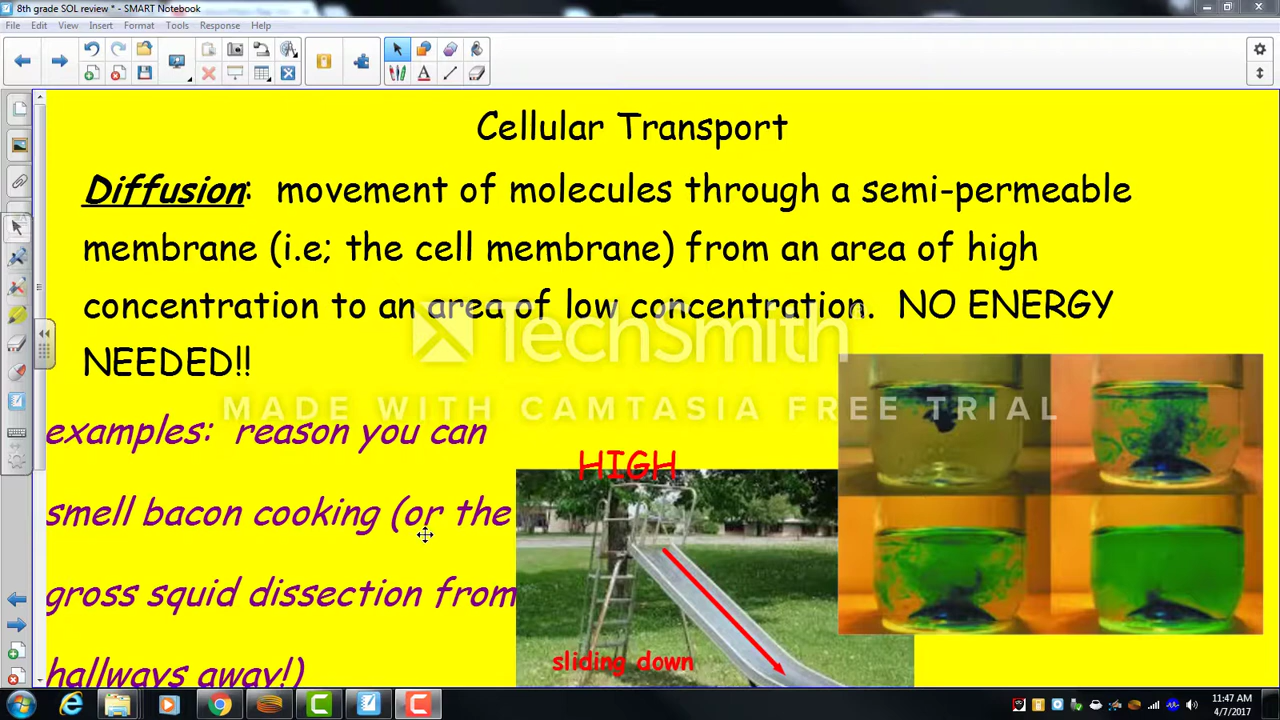 8th grade SOL review * - SMART Notebook
File Edit View Insert Format Tools Response Help
Cellular Transport
Diffusion: movement of molecules through a semi-permeable
membrane (i.e; the cell membrane) from an area of high
concentration to an area of low concentration. NO ENERGY
NEEDED!!
TechSmith®
MADE WITH CAMTASIA FREE TRIAL
examples: reason you can
smell bacon cooking (or the
gross squid dissection from
hallways away!)
HIGH
sliding down
11:47 AM
4/7/2017